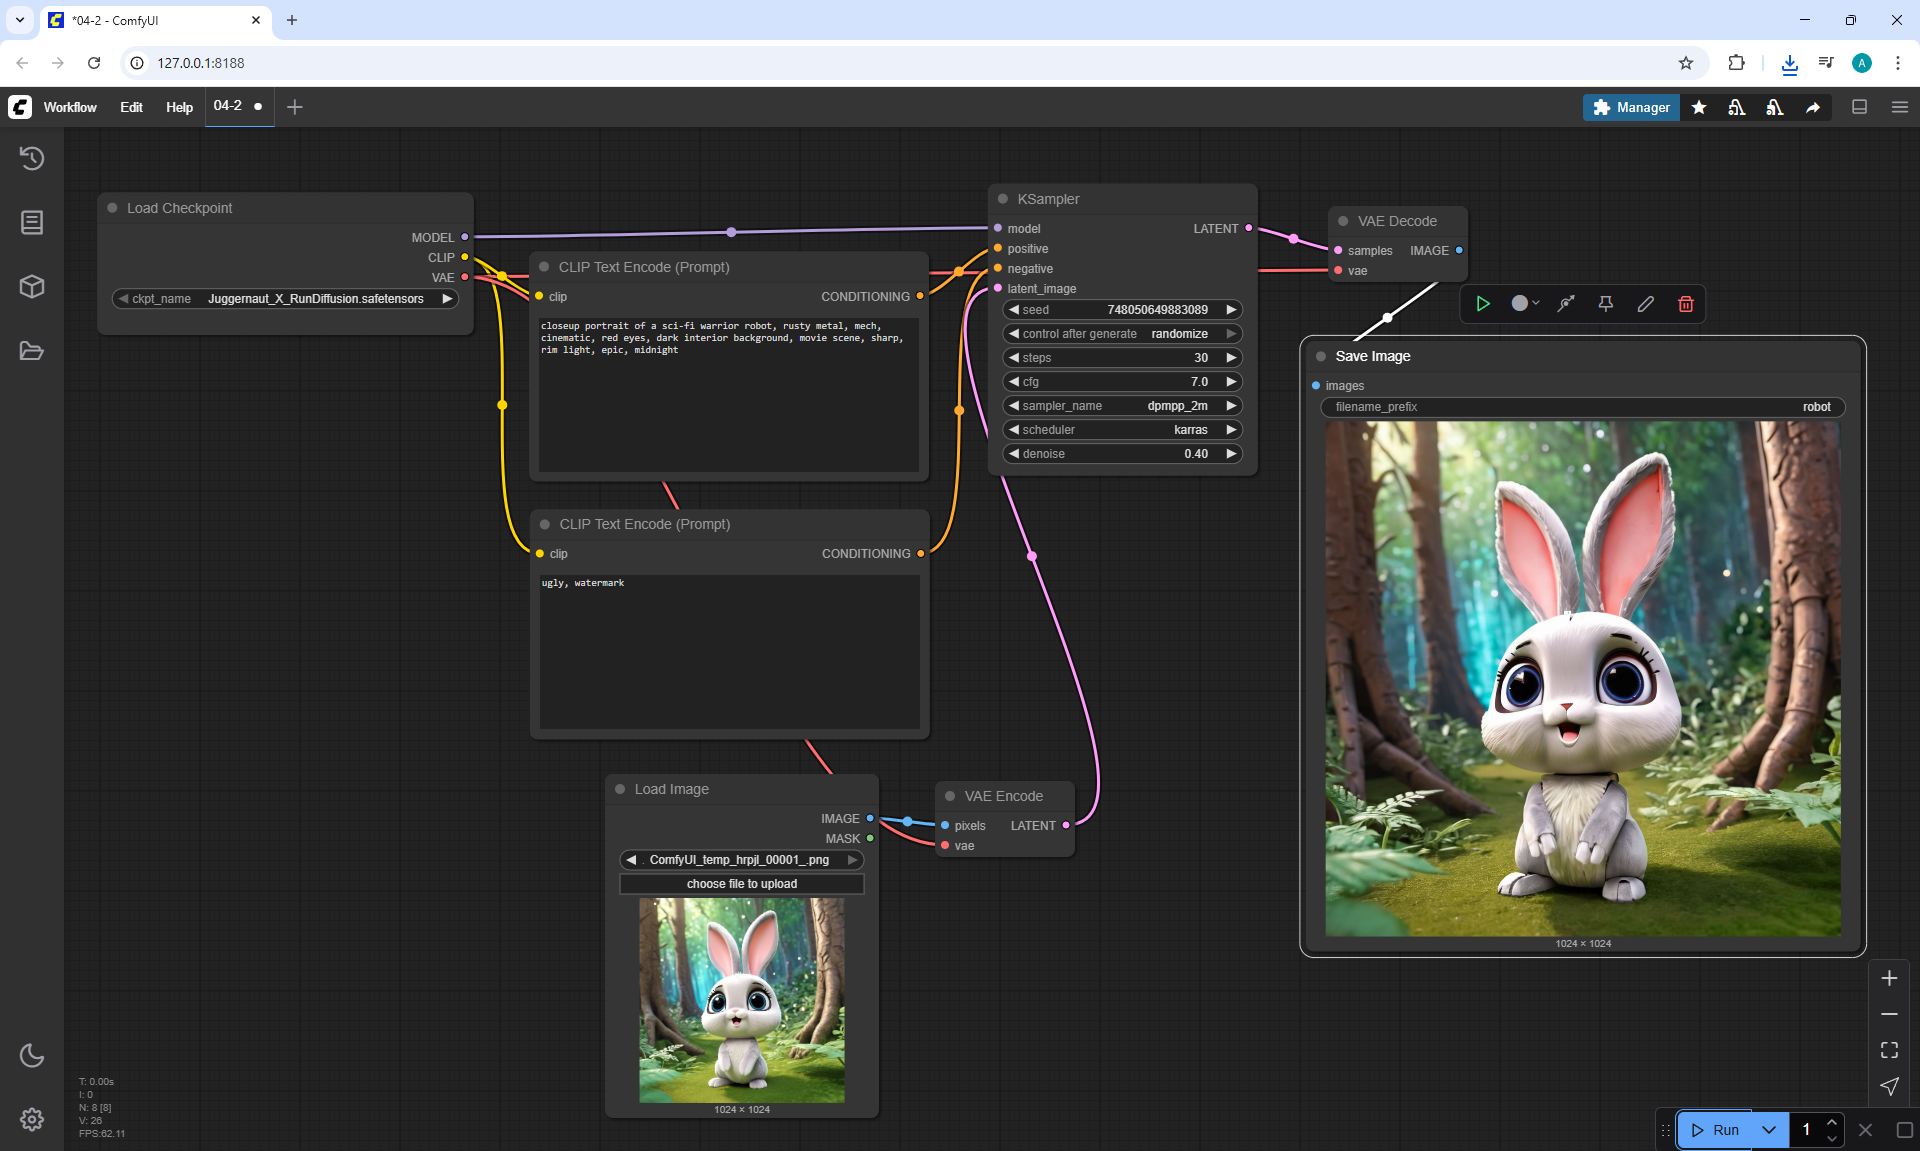 *04-2 - ComfyUI
127.0.0.1:8188
A
Workflow Edit Help 04-2
Manager
Load Checkpoint
MODEL
CLIP
VAE
ckpt_name Juggernaut_X_RunDiffusion.safetensors
CLIP Text Encode (Prompt)
clip CONDITIONING
closeup portrait of a sci-fi warrior robot, rusty metal, mech,
cinematic, red eyes, dark interior background, movie scene, sharp,
rim light, epic, midnight
CLIP Text Encode (Prompt)
clip CONDITIONING
ugly, watermark
KSampler
model LATENT
positive
negative
latent_image
seed 748050649883089
control after generate randomize
steps 30
cfg 7.0
sampler_name dpmpp_2m
scheduler karras
denoise 0.40
VAE Decode
samples IMAGE
vae
Save Image
images
filename_prefix robot
1024 × 1024
Load Image
IMAGE
MASK
ComfyUI_temp_hrpjl_00001_.png
choose file to upload
1024 × 1024
VAE Encode
pixels LATENT
vae
T: 0.00s
I: 0
N: 8 [8]
V: 26
FPS:62.11
Run 1